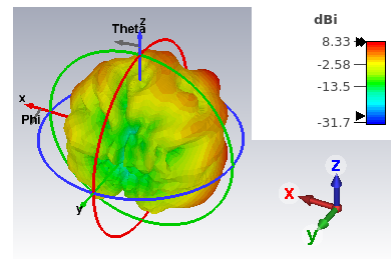 dBi
8.33
-2.58
-13.5
-31.7
z
Theta
x
Phi
y
z
x
y